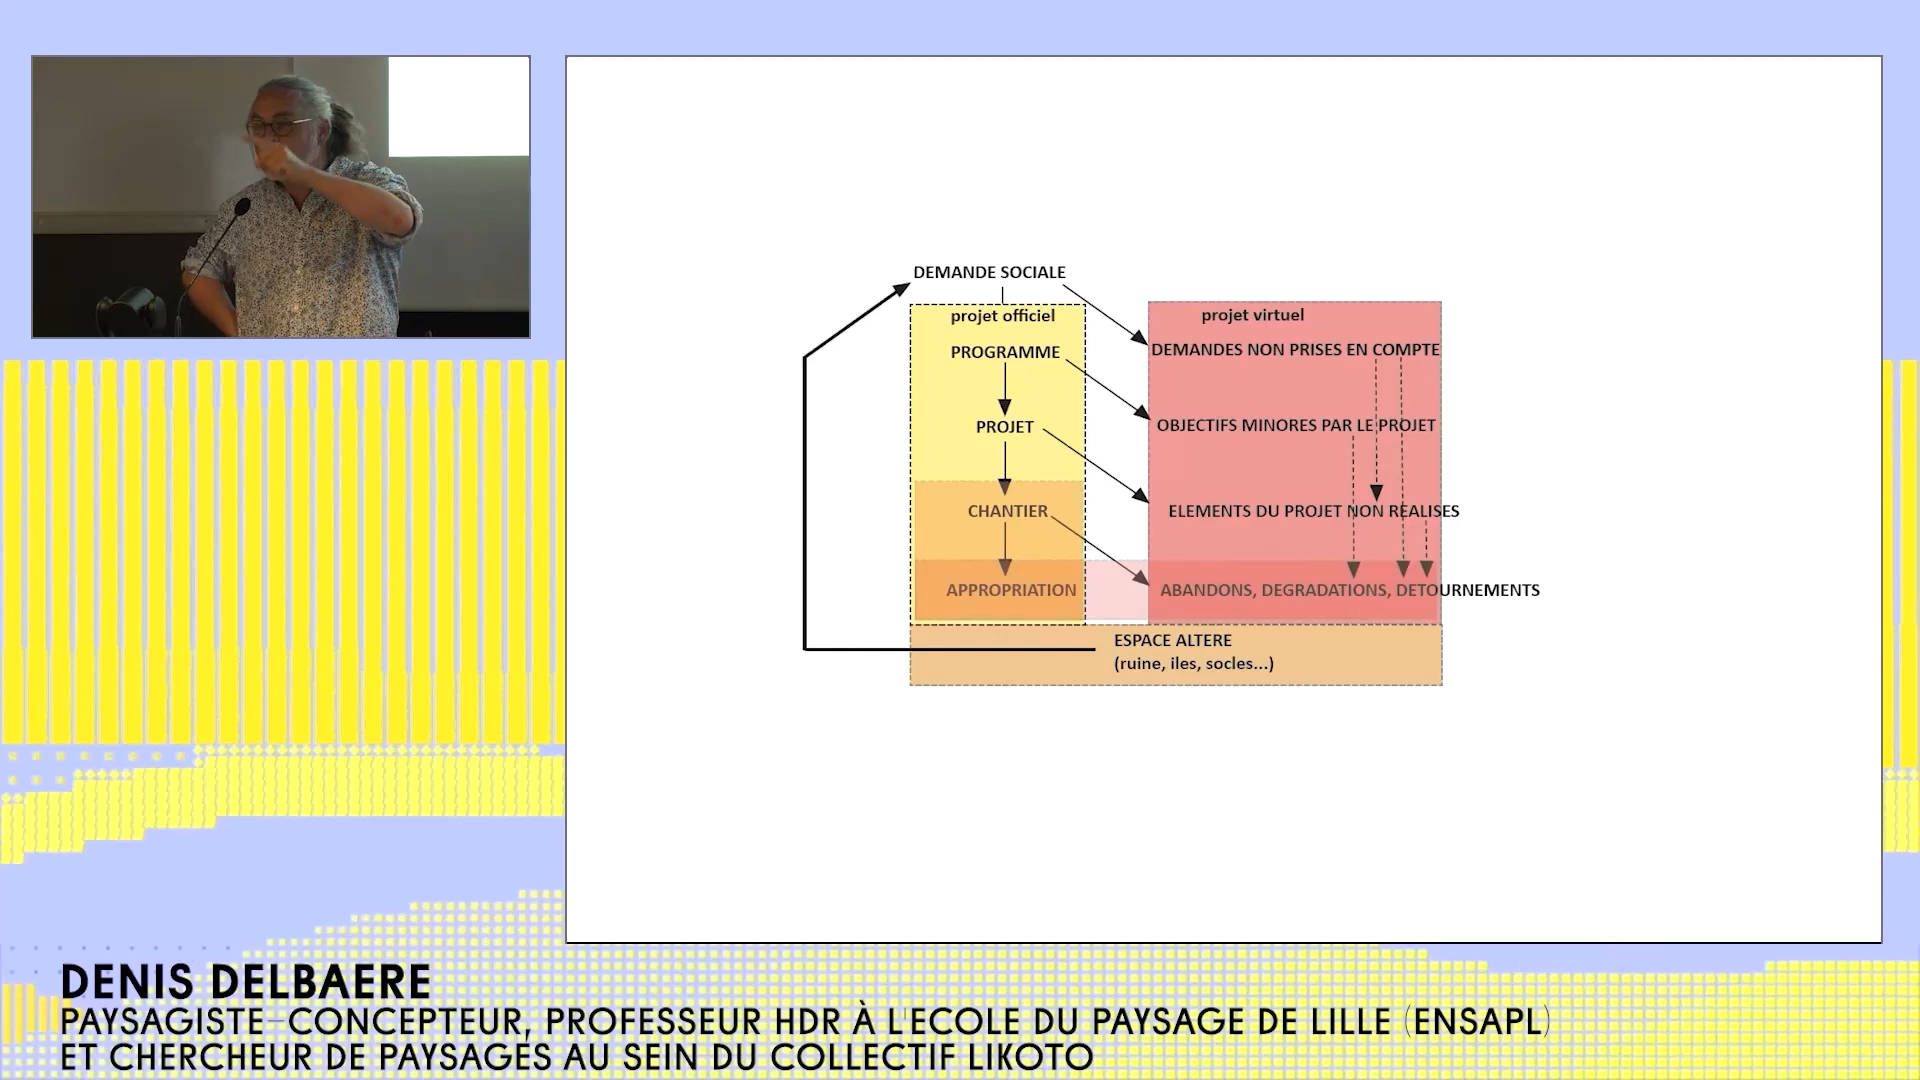 DEMANDE SOCIALE
projet officiel
projet virtuel
PROGRAMME
DEMANDES NON PRISES EN COMPTE
PROJET
OBJECTIFS MINORES PAR LE PROJET
CHANTIER
ELEMENTS DU PROJET NON REALISES
APPROPRIATION
ABANDONS, DEGRADATIONS, DETOURNEMENTS
ESPACE ALTERE
(ruine, iles, socles...)
DENIS DELBAERE
PAYSAGISTE-CONCEPTEUR, PROFESSEUR HDR À L'ECOLE DU PAYSAGE DE LILLE (ENSAPL)
ET CHERCHEUR DE PAYSAGES AU SEIN DU COLLECTIF LIKOTO